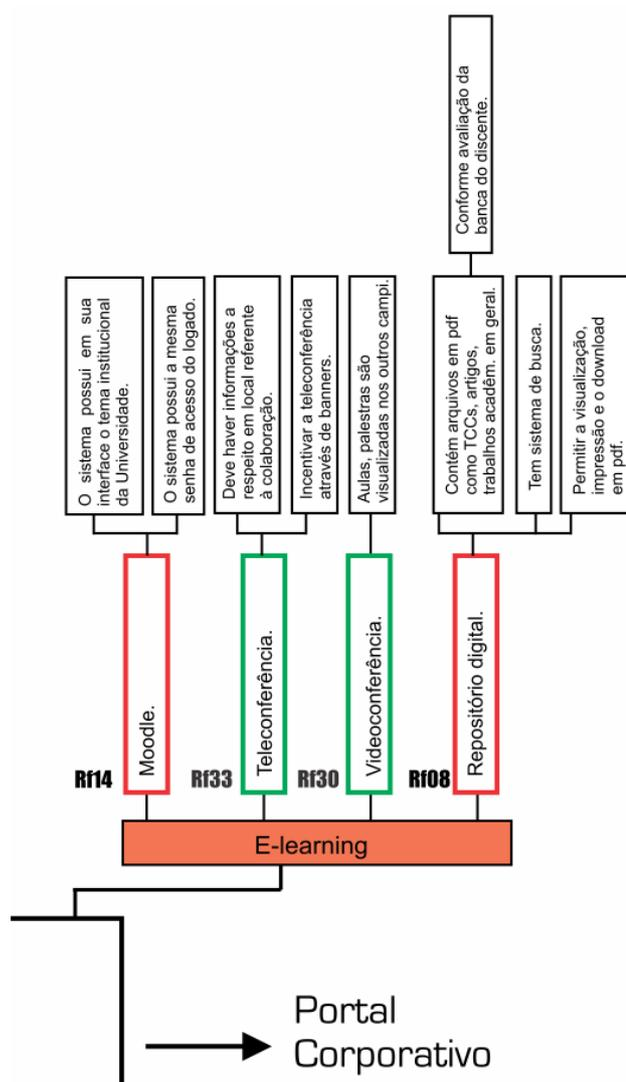 Conforme avaliação da
banca do discente.
O sistema possui em sua
interface o tema institucional
da Universidade.
O sistema possui a mesma
senha de acesso do logado.
Deve haver informações a
respeito em local referente
à colaboração.
Incentivar a teleconferência
através de banners.
Aulas, palestras são
visualizadas nos outros campi.
Contém arquivos em pdf
como TCCs, artigos,
trabalhos acadêm. em geral.
Tem sistema de busca.
Permitir a visualização,
impressão e o download
em pdf.
Rf14
Moodle.
Rf33
Teleconferência.
Rf30
Videoconferência.
Rf08
Repositório digital.
E-learning
Portal
Corporativo